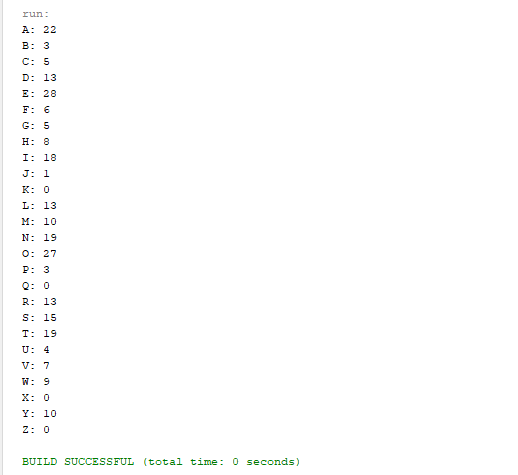 run:
A: 22
B: 3
C: 5
D: 13
E: 28
F: 6
G: 5
H: 8
I: 18
J: 1
K: 0
L: 13
M: 10
N: 19
O: 27
P: 3
Q: 0
R: 13
S: 15
T: 19
U: 4
V: 7
W: 9
X: 0
Y: 10
Z: 0
BUILD SUCCESSFUL (total time: 0 seconds)